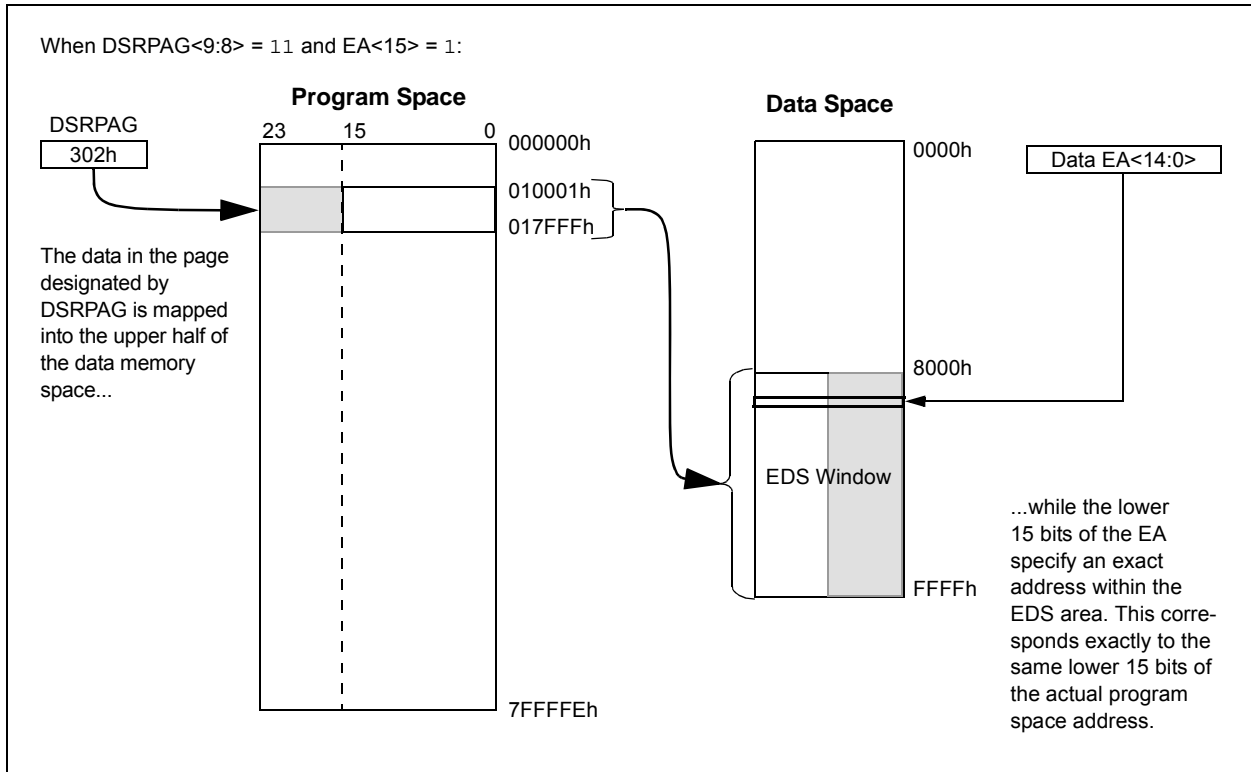 When DSRPAG<9:8> = 11 and EA<15> = 1:
Program Space
Data Space
DSRPAG
302h
23 15 0
000000h
010001h
017FFFh
7FFFFEh
The data in the page
designated by
DSRPAG is mapped
into the upper half of
the data memory
space...
0000h
8000h
FFFFh
EDS Window
Data EA<14:0>
...while the lower
15 bits of the EA
specify an exact
address within the
EDS area. This corre-
sponds exactly to the
same lower 15 bits of
the actual program
space address.